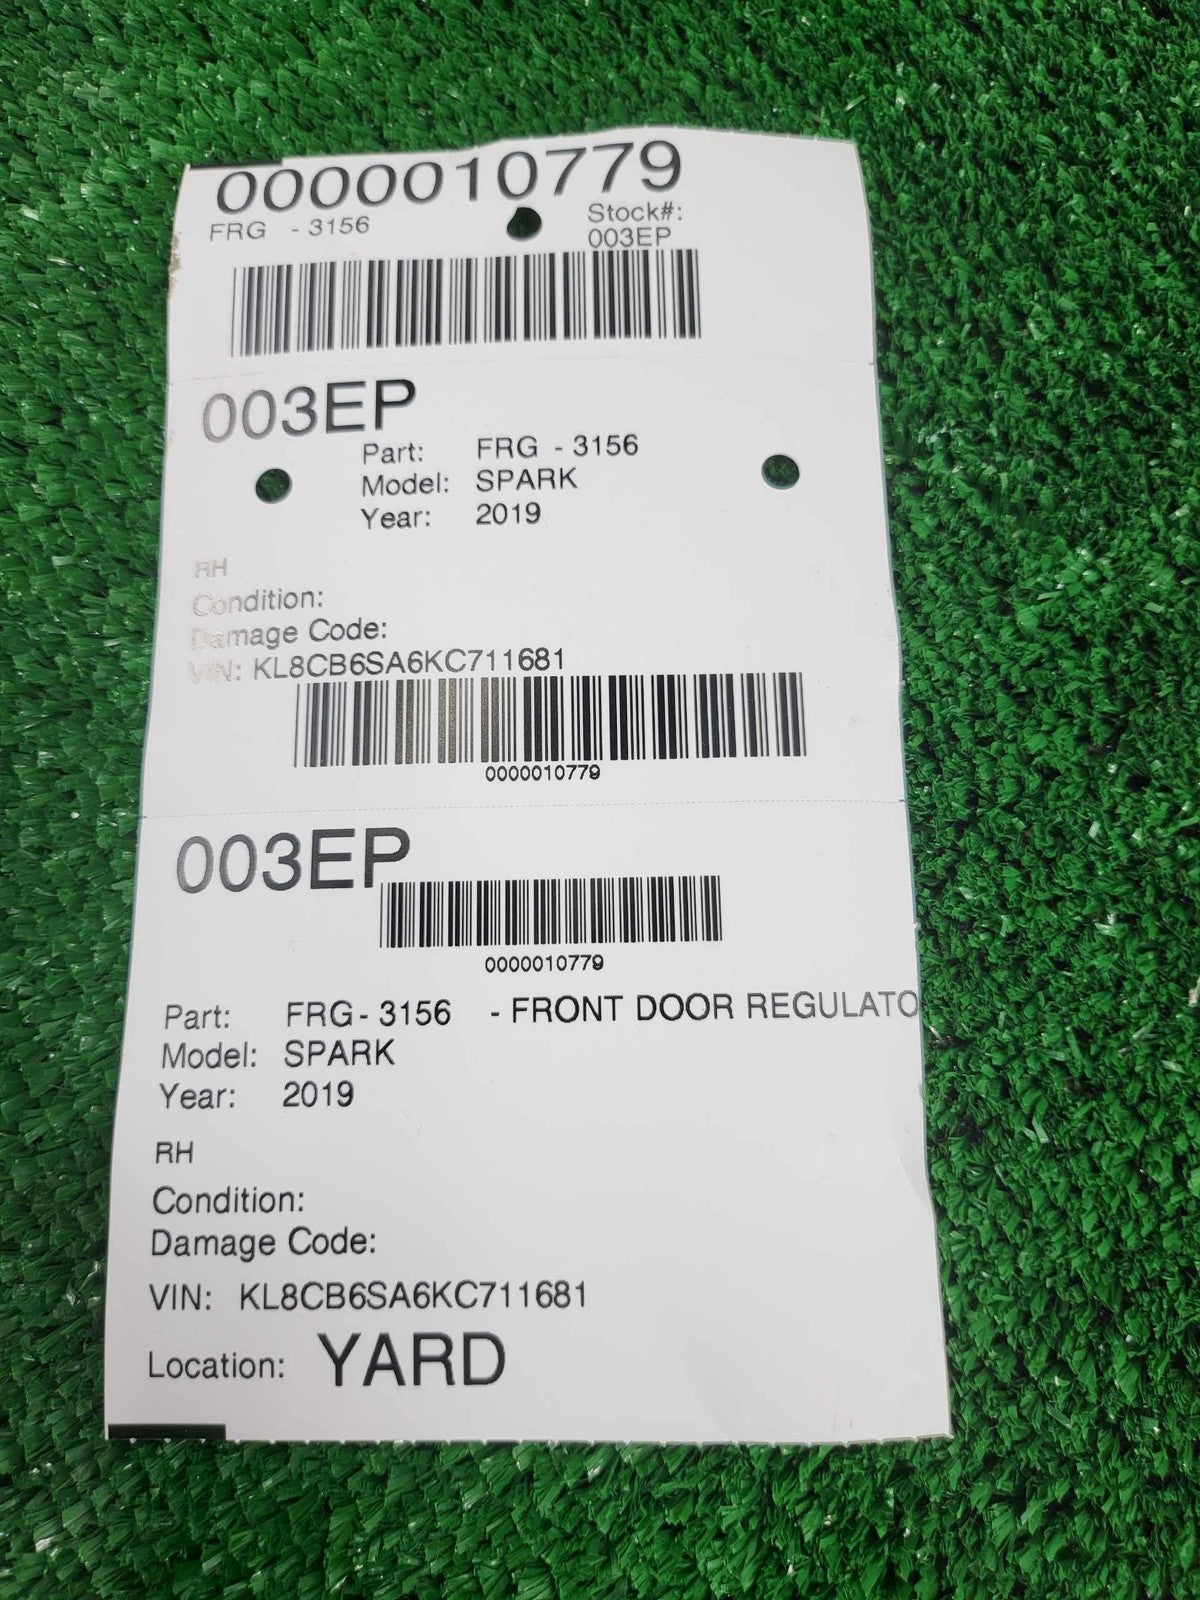 0000010779
FRG - 3156
Stock#:
003EP
003EP
Part: FRG - 3156
Model: SPARK
Year: 2019
RH
Condition:
Damage Code:
VIN: KL8CB6SA6KC711681
0000010779
003EP
0000010779
Part: FRG- 3156 - FRONT DOOR REGULATO
Model: SPARK
Year: 2019
RH
Condition:
Damage Code:
VIN: KL8CB6SA6KC711681
Location: YARD